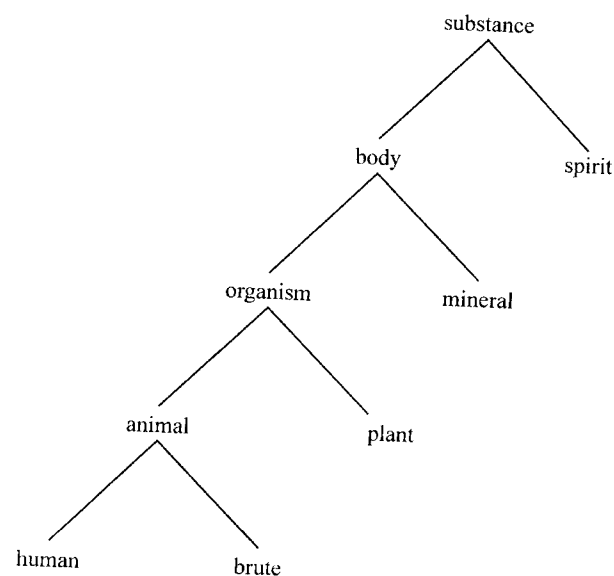 substance
body
spirit
organism
mineral
animal
plant
human
brute